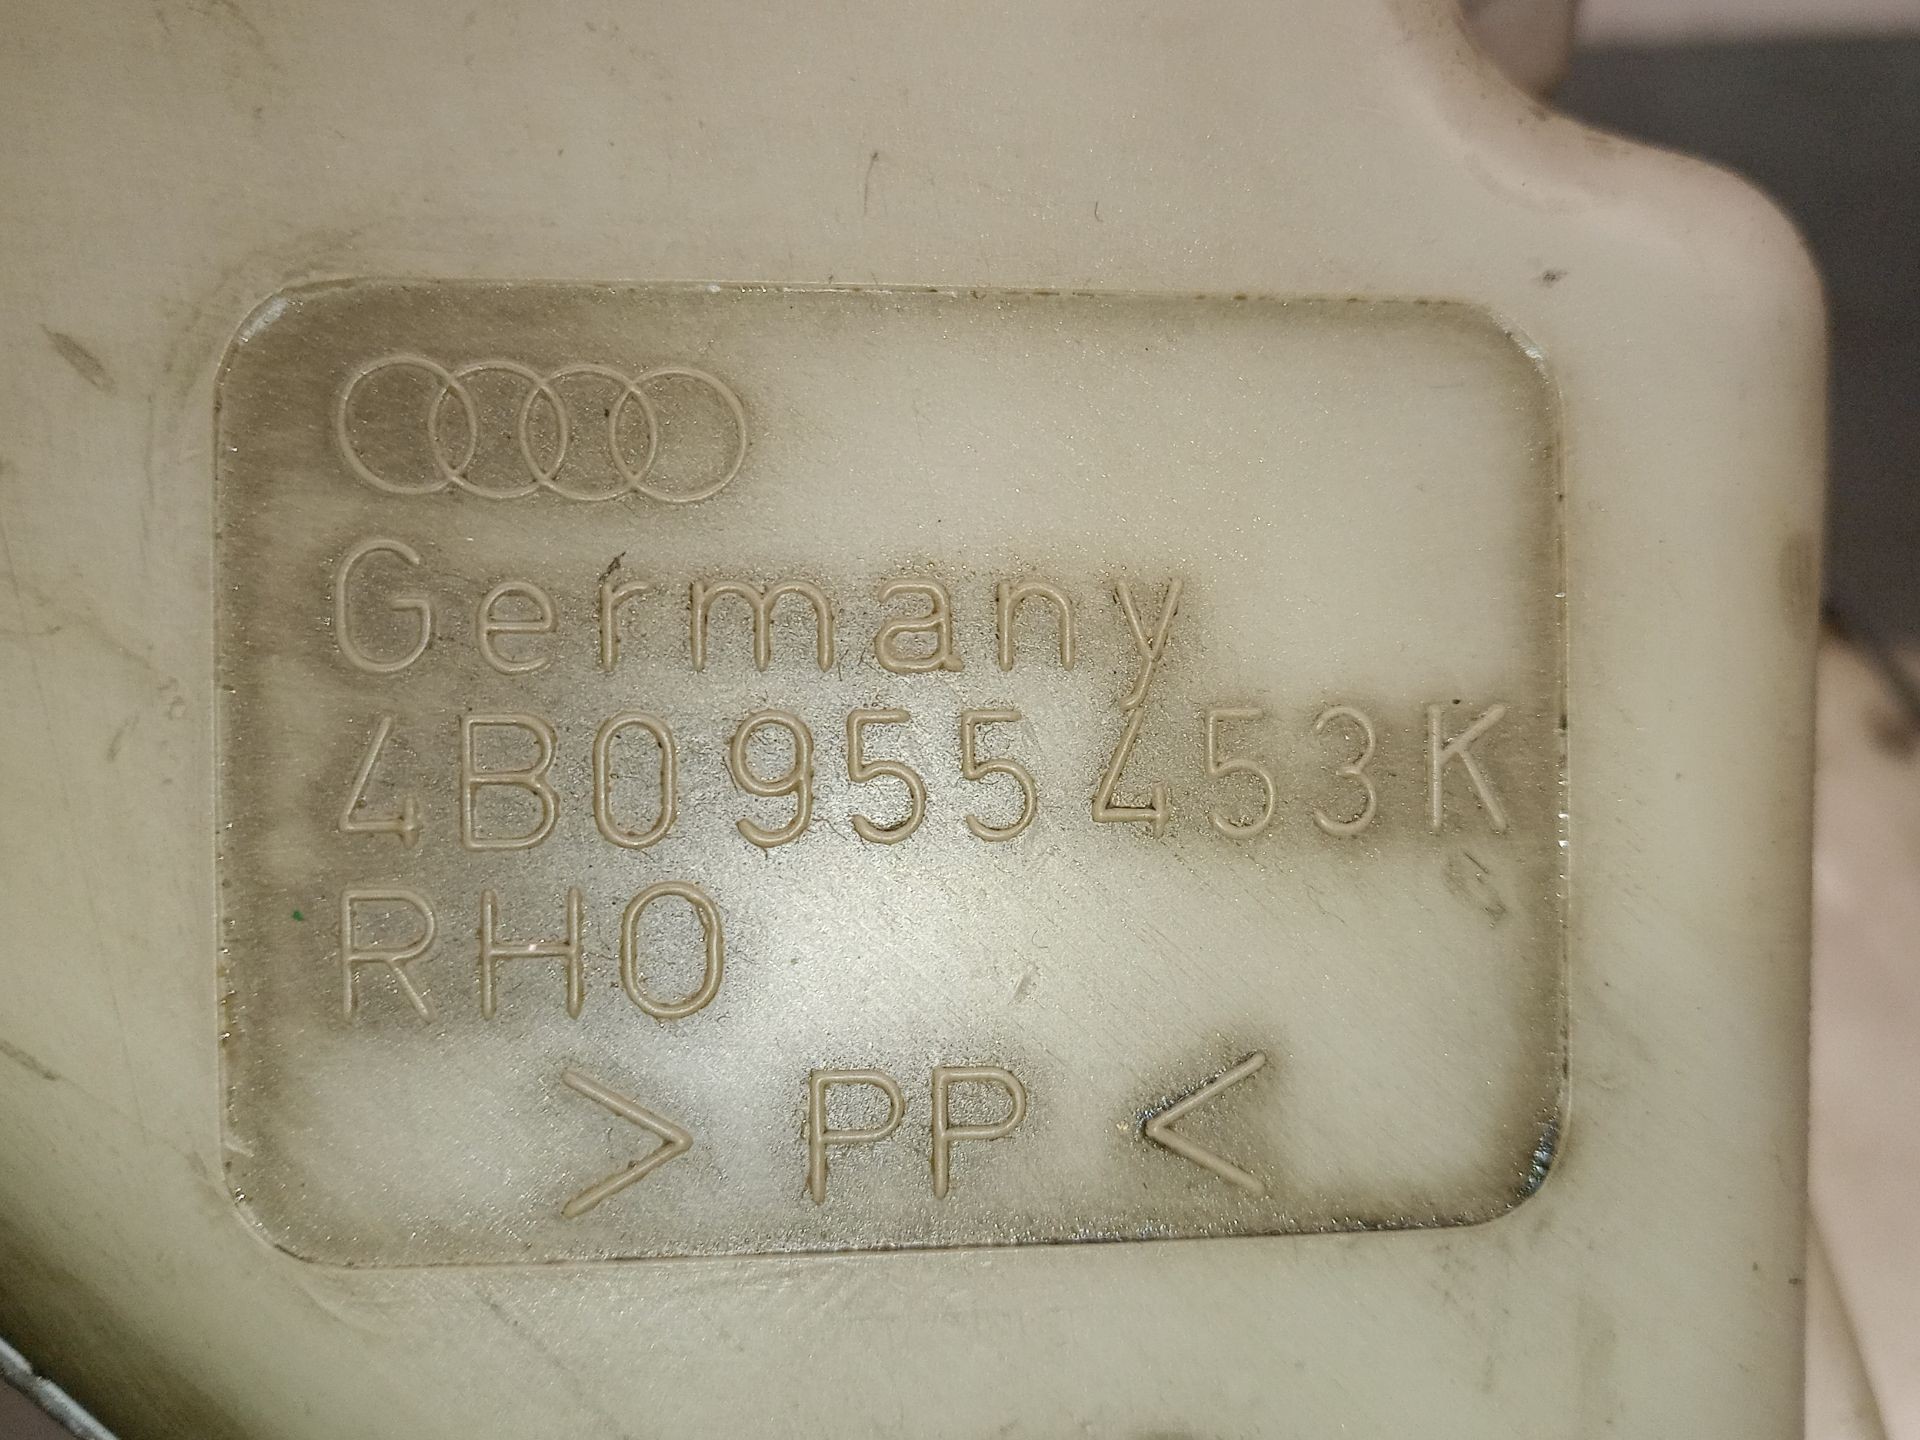 Germany
4B0955453K
RHO
> PP <